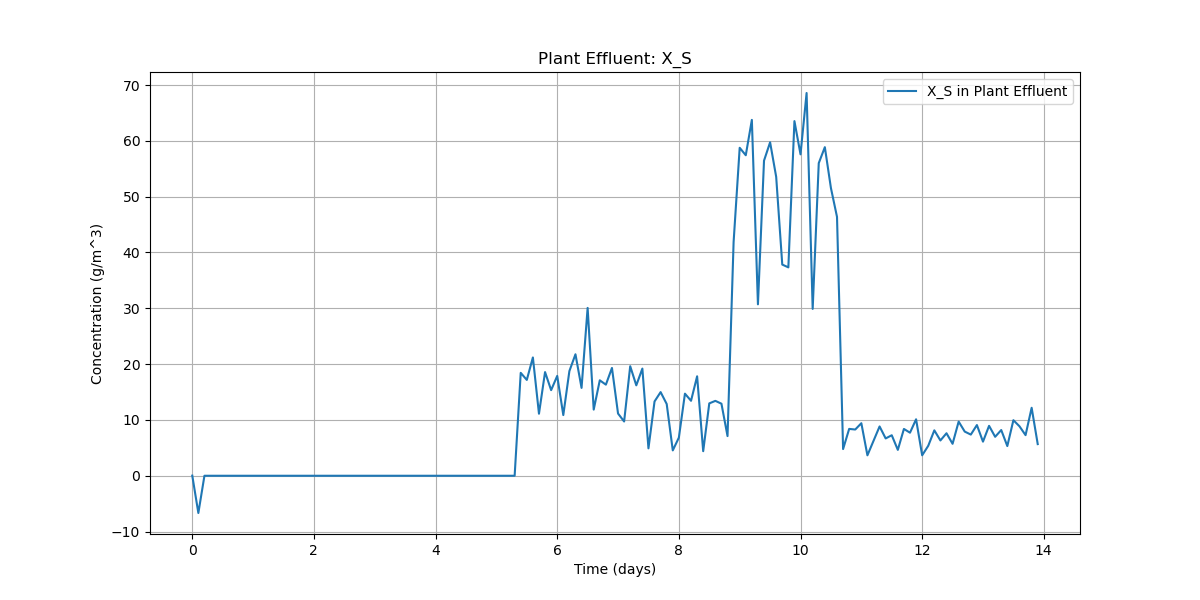 Plant Effluent: X_S
X_S in Plant Effluent
Concentration (g/m^3)
70
60
50
40
30
20
10
0
−10
0 2 4 6 8 10 12 14
Time (days)